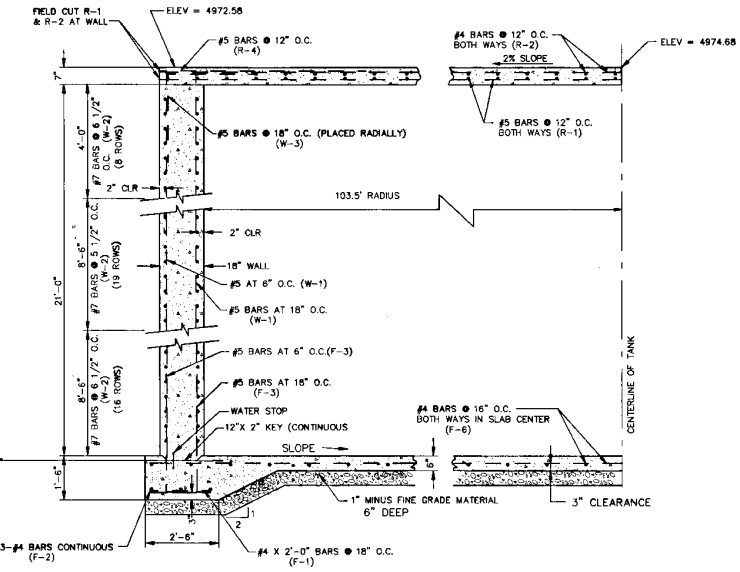 FIELD CUT R-1
& R-2 AT WALL
ELEV = 4972.58
#5 BARS @ 12" O.C.
(R-4)
#4 BARS @ 12" O.C.
BOTH WAYS (R-2)
ELEV = 4974.68
2% SLOPE
7"
#5 BARS @ 12" O.C.
BOTH WAYS (R-1)
#5 BARS @ 18" O.C. (PLACED RADIALLY)
(W-3)
4'-0"
#7 BARS @ 6 1/2"
O.C. (W-2)
(8 ROWS)
2" CLR
103.5' RADIUS
2" CLR
18" WALL
#5 AT 6" O.C. (W-1)
#5 BARS AT 18" O.C.
(W-1)
21'-0"
8'-6"
#7 BARS @ 5 1/2" O.C.
(W-2)
(19 ROWS)
#5 BARS AT 6" O.C.(F-3)
#5 BARS AT 18" O.C.
(F-3)
8'-6"
#7 BARS @ 6 1/2" O.C.
(W-2)
(16 ROWS)
WATER STOP
12"X 2" KEY (CONTINUOUS
SLOPE
#4 BARS @ 16" O.C.
BOTH WAYS IN SLAB CENTER
(F-6)
CENTERLINE OF TANK
1'-6"
6"
3"
1
2
1" MINUS FINE GRADE MATERIAL
6" DEEP
3" CLEARANCE
2'-6"
3-#4 BARS CONTINUOUS
(F-2)
#4 X 2'-0" BARS @ 18" O.C.
(F-1)